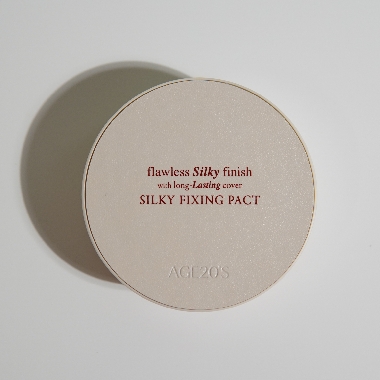 flawless Silky finish
with long-Lasting cover
SILKY FIXING PACT
AGE 20'S